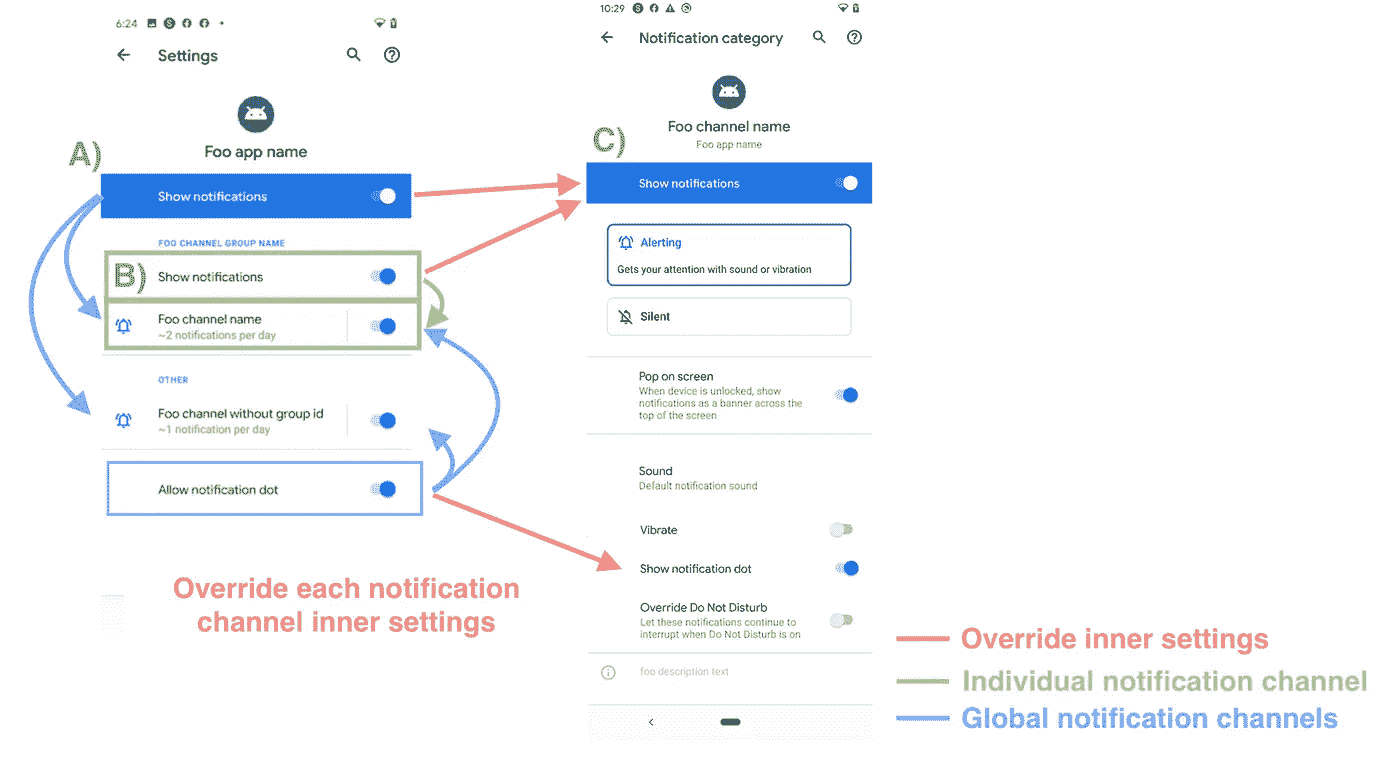 6:24
Settings
Foo app name
A)
Show notifications
FOO CHANNEL GROUP NAME
B)
Show notifications
Foo channel name
~2 notifications per day
OTHER
Foo channel without group id
~1 notification per day
Allow notification dot
Override each notification
channel inner settings
10:29
Notification category
Foo channel name
Foo app name
C)
Show notifications
Alerting
Gets your attention with sound or vibration
Silent
Pop on screen
When device is unlocked, show
notifications as a banner across the
top of the screen
Sound
Default notification sound
Vibrate
Show notification dot
Override Do Not Disturb
Let these notifications continue to
interrupt when Do Not Disturb is on
foo description text
Override inner settings
Individual notification channel
Global notification channels